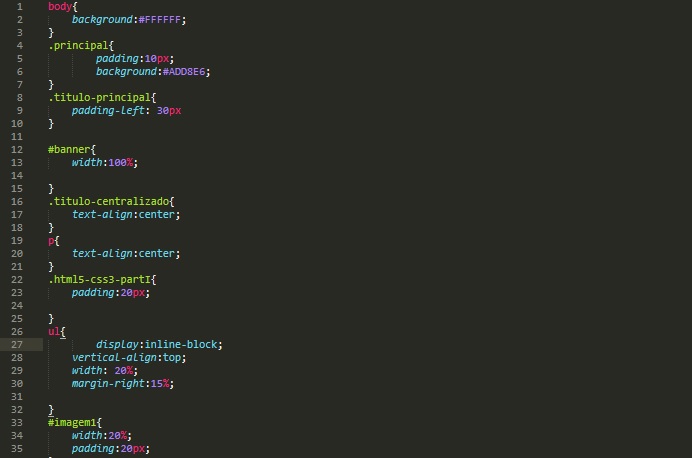 1 body{
2 background:#FFFFFF;
3 }
4 .principal{
5 padding:10px;
6 background:#ADD8E6;
7 }
8 .titulo-principal{
9 padding-left: 30px
10 }
11
12 #banner{
13 width:100%;
14
15 }
16 .titulo-centralizado{
17 text-align:center;
18 }
19 p{
20 text-align:center;
21 }
22 .html5-css3-partI{
23 padding:20px;
24
25 }
26 ul{
27 display:inline-block;
28 vertical-align:top;
29 width: 20%;
30 margin-right:15%;
31
32 }
33 #imagem1{
34 width:20%;
35 padding:20px;